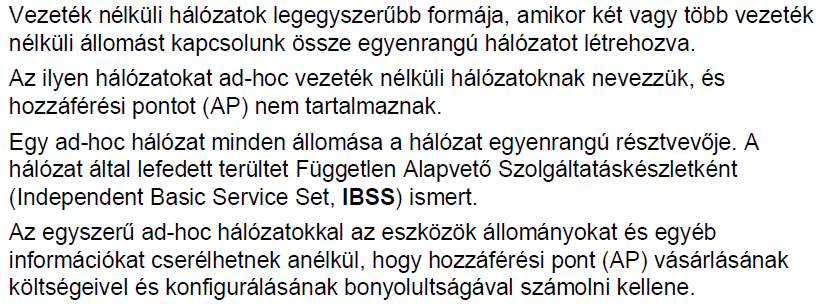 Vezeték nélküli hálózatok legegyszerűbb formája, amikor két vagy több vezeték
nélküli állomást kapcsolunk össze egyenrangú hálózatot létrehozva.
Az ilyen hálózatokat ad-hoc vezeték nélküli hálózatoknak nevezzük, és
hozzáférési pontot (AP) nem tartalmaznak.
Egy ad-hoc hálózat minden állomása a hálózat egyenrangú résztvevője. A
hálózat által lefedett terültet Független Alapvető Szolgáltatáskészletként
(Independent Basic Service Set, IBSS) ismert.
Az egyszerű ad-hoc hálózatokkal az eszközök állományokat és egyéb
információkat cserélhetnek anélkül, hogy hozzáférési pont (AP) vásárlásának
költségeivel és konfigurálásának bonyolultságával számolni kellene.